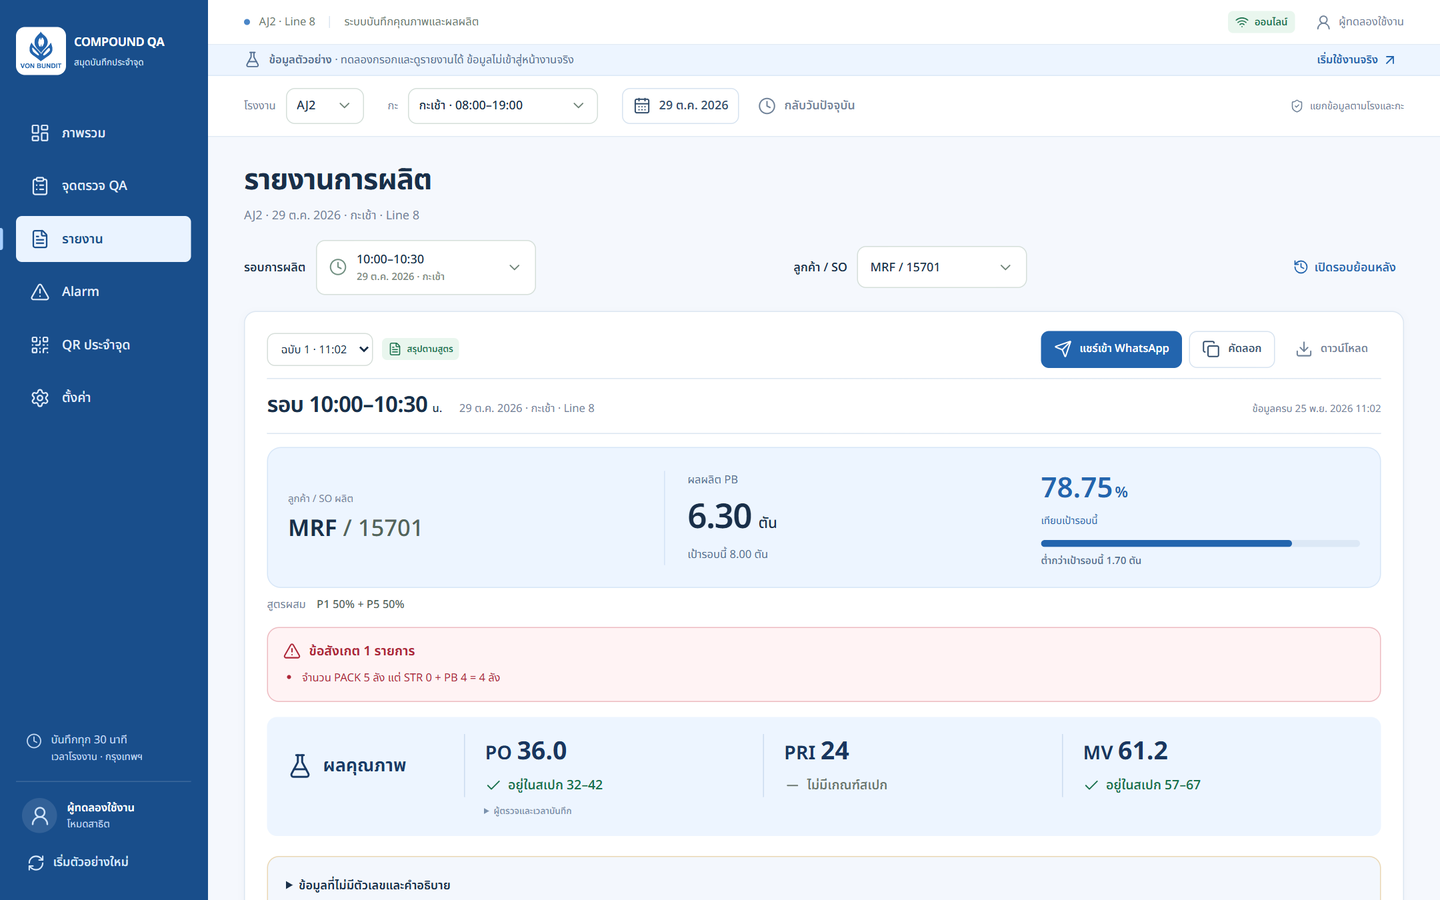 VON BUNDIT
COMPOUND QA
สมุดบันทึกประจำจุด
ภาพรวม
จุดตรวจ QA
รายงาน
Alarm
QR ประจำจุด
ตั้งค่า
บันทึกทุก 30 นาที
เวลาโรงงาน · กรุงเทพฯ
ผู้ทดลองใช้งาน
โหมดสาธิต
เริ่มตัวอย่างใหม่
AJ2 · Line 8
ระบบบันทึกคุณภาพและผลผลิต
ออนไลน์
ผู้ทดลองใช้งาน
ข้อมูลตัวอย่าง · ทดลองกรอกและดูรายงานได้ ข้อมูลไม่เข้าสู่หน้างานจริง
เริ่มใช้งานจริง
โรงงาน
AJ2
กะ
กะเช้า · 08:00–19:00
29 ต.ค. 2026
กลับวันปัจจุบัน
แยกข้อมูลตามโรงและกะ
รายงานการผลิต
AJ2 · 29 ต.ค. 2026 · กะเช้า · Line 8
รอบการผลิต
10:00–10:30
29 ต.ค. 2026 · กะเช้า
ลูกค้า / SO
MRF / 15701
เปิดรอบย้อนหลัง
ฉบับ 1 · 11:02
สรุปตามสูตร
แชร์เข้า WhatsApp
คัดลอก
ดาวน์โหลด
รอบ 10:00–10:30 น.
29 ต.ค. 2026 · กะเช้า · Line 8
ข้อมูลครบ 25 พ.ย. 2026 11:02
ลูกค้า / SO ผลิต
MRF / 15701
ผลผลิต PB
6.30 ตัน
เป้ารอบนี้ 8.00 ตัน
78.75%
เทียบเป้ารอบนี้
ต่ำกว่าเป้ารอบนี้ 1.70 ตัน
สูตรผสม P1 50% + P5 50%
ข้อสังเกต 1 รายการ
• จำนวน PACK 5 ลัง แต่ STR 0 + PB 4 = 4 ลัง
ผลคุณภาพ
PO 36.0
อยู่ในสเปก 32–42
ผู้ตรวจและเวลาบันทึก
PRI 24
— ไม่มีเกณฑ์สเปก
MV 61.2
อยู่ในสเปก 57–67
ข้อมูลที่ไม่มีตัวเลขและคำอธิบาย